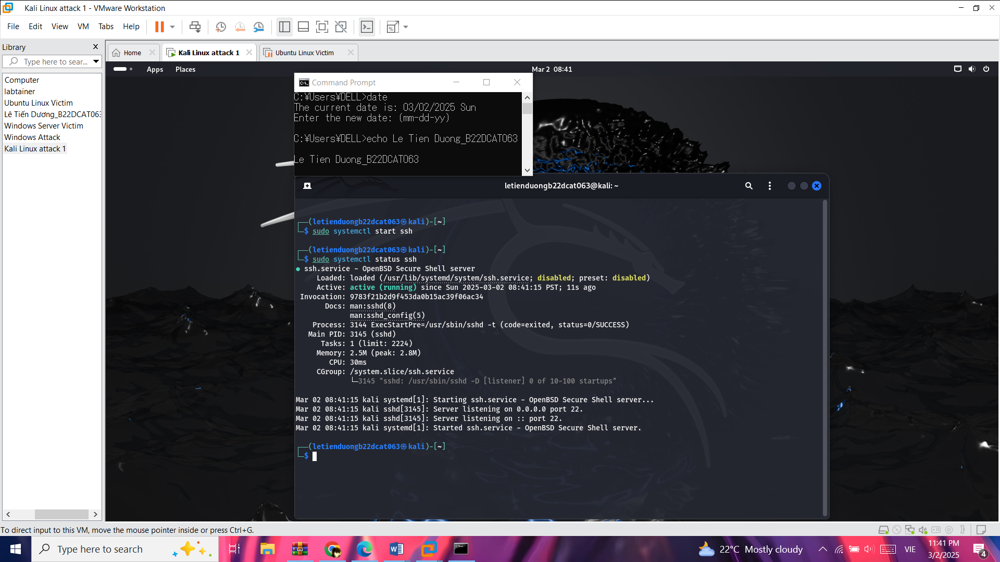 Kali Linux attack 1 - VMware Workstation
File Edit View VM Tabs Help
Library
Type here to sear...
Computer
labtainer
Ubuntu Linux Victim
Lê Tiến Dương_B22DCAT063
Windows Server Victim
Windows Attack
Kali Linux attack 1
Home
Kali Linux attack 1
Ubuntu Linux Victim
Apps Places
Mar 2 08:41
Command Prompt
C:¥Users¥DELL>date
The current date is: 03/02/2025 Sun
Enter the new date: (mm-dd-yy)
C:¥Users¥DELL>echo Le Tien Duong_B22DCAT063
Le Tien Duong_B22DCAT063
letienduongb22dcat063@kali: ~
┌──(letienduongb22dcat063㉿kali)-[~]
└─$ sudo systemctl start ssh
┌──(letienduongb22dcat063㉿kali)-[~]
└─$ sudo systemctl status ssh
● ssh.service - OpenBSD Secure Shell server
Loaded: loaded (/usr/lib/systemd/system/ssh.service; disabled; preset: disabled)
Active: active (running) since Sun 2025-03-02 08:41:15 PST; 11s ago
Invocation: 9783f21b2d9f453da0b15ac39f06ac34
Docs: man:sshd(8)
man:sshd_config(5)
Process: 3144 ExecStartPre=/usr/sbin/sshd -t (code=exited, status=0/SUCCESS)
Main PID: 3145 (sshd)
Tasks: 1 (limit: 2224)
Memory: 2.5M (peak: 2.8M)
CPU: 30ms
CGroup: /system.slice/ssh.service
└─3145 "sshd: /usr/sbin/sshd -D [listener] 0 of 10-100 startups"
Mar 02 08:41:15 kali systemd[1]: Starting ssh.service - OpenBSD Secure Shell server...
Mar 02 08:41:15 kali sshd[3145]: Server listening on 0.0.0.0 port 22.
Mar 02 08:41:15 kali sshd[3145]: Server listening on :: port 22.
Mar 02 08:41:15 kali systemd[1]: Started ssh.service - OpenBSD Secure Shell server.
┌──(letienduongb22dcat063㉿kali)-[~]
└─$
To direct input to this VM, move the mouse pointer inside or press Ctrl+G.
Type here to search
22°C Mostly cloudy
VIE
11:41 PM
3/2/2025
4